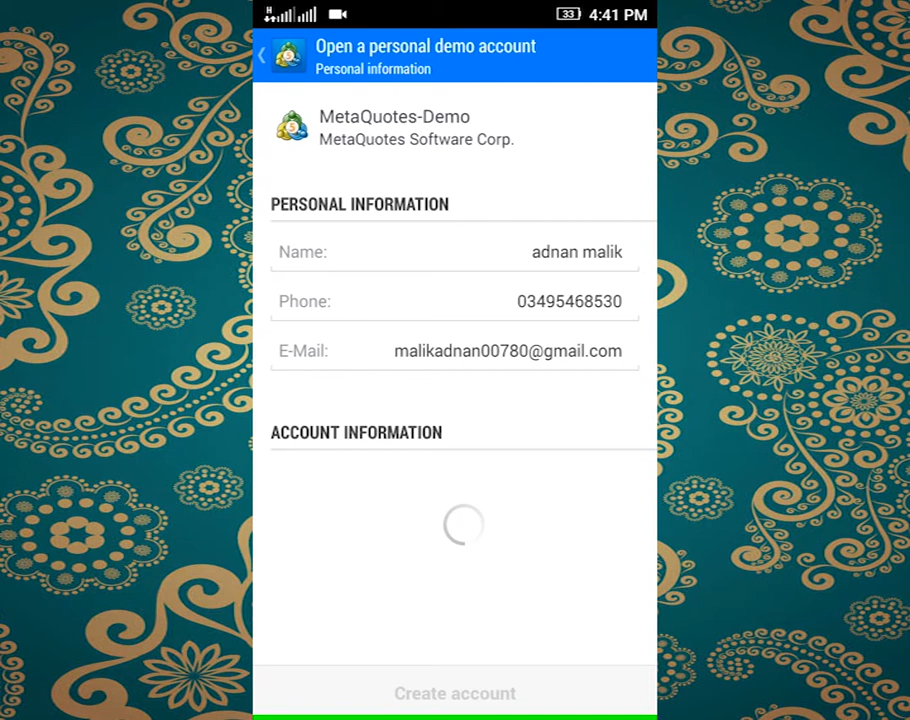 H 33 4:41 PM
Open a personal demo account
Personal information
MetaQuotes-Demo
MetaQuotes Software Corp.
PERSONAL INFORMATION
Name: adnan malik
Phone: 03495468530
E-Mail: malikadnan00780@gmail.com
ACCOUNT INFORMATION
Create account